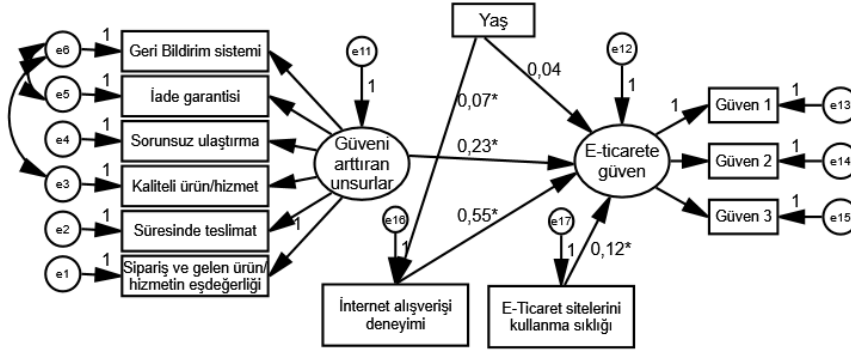 e6
1
Geri Bildirim sistemi
e5
1
İade garantisi
e4
1
Sorunsuz ulaştırma
e3
1
Kaliteli ürün/hizmet
e2
1
Süresinde teslimat
e1
1
Sipariş ve gelen ürün/
hizmetin eşdeğerliği
1
e11
1
Güveni
arttıran
unsurlar
Yaş
0,04
0,07*
0,23*
0,55*
0,12*
e16
1
İnternet alışverişi
deneyimi
e17
1
E-Ticaret sitelerini
kullanma sıklığı
e12
1
E-ticarete
güven
1
Güven 1
1
e13
Güven 2
1
e14
Güven 3
1
e15